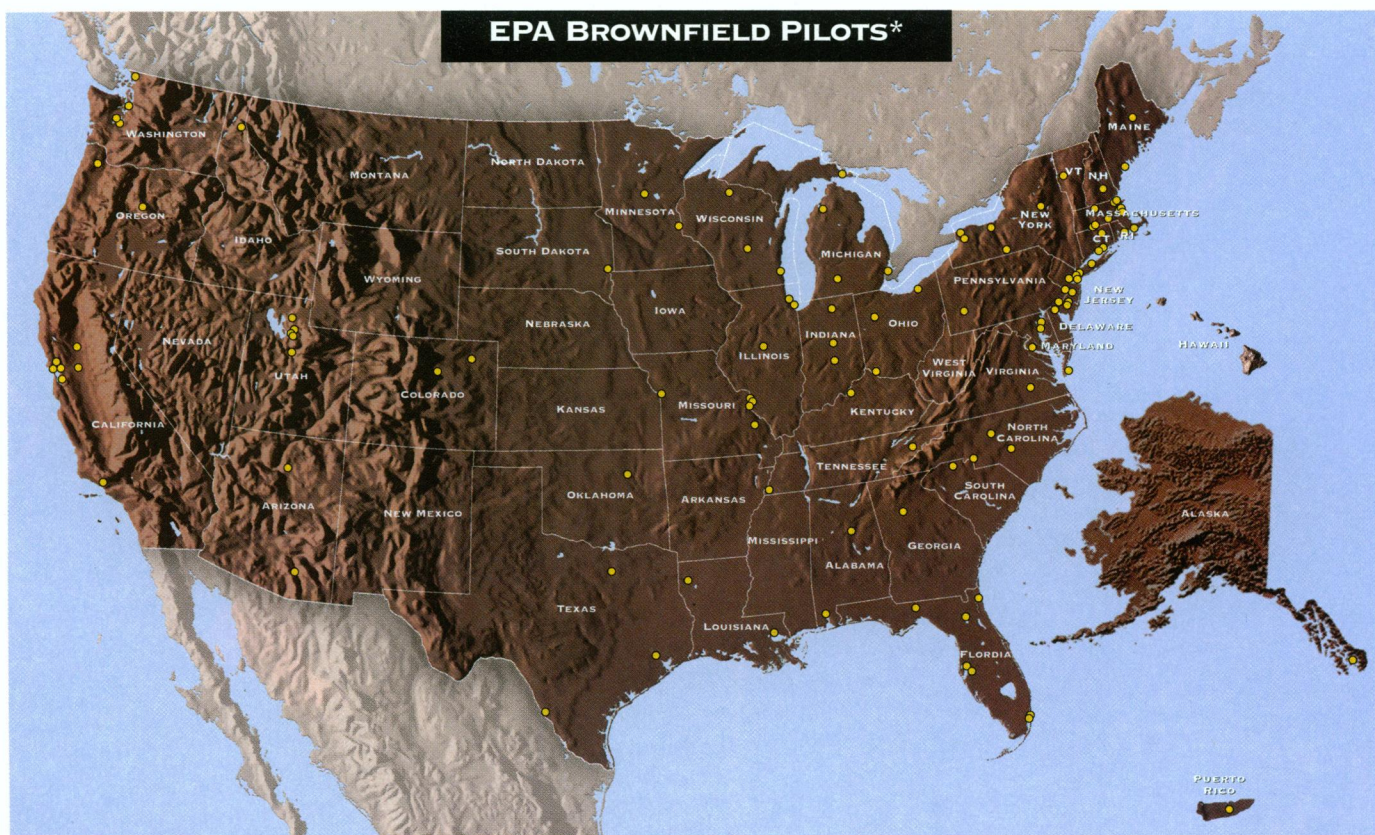 EPA BROWNFIELD PILOTS*
WASHINGTON
MAINE
MONTANA
NORTH DAKOTA
VT
NH
OREGON
MINNESOTA
WISCONSIN
NEW
YORK
MASSACHUSETTS
IDAHO
SOUTH DAKOTA
MICHIGAN
CT
RI
WYOMING
PENNSYLVANIA
NEW
JERSEY
NEBRASKA
IOWA
OHIO
NEVADA
INDIANA
DELAWARE
ILLINOIS
MARYLAND
HAWAII
UTAH
WEST
VIRGINIA
VIRGINIA
COLORADO
KANSAS
MISSOURI
KENTUCKY
CALIFORNIA
NORTH
CAROLINA
TENNESSEE
OKLAHOMA
ARKANSAS
SOUTH
CAROLINA
ARIZONA
NEW MEXICO
ALASKA
MISSISSIPPI
GEORGIA
ALABAMA
TEXAS
LOUISIANA
FLORDIA
PUERTO
RICO